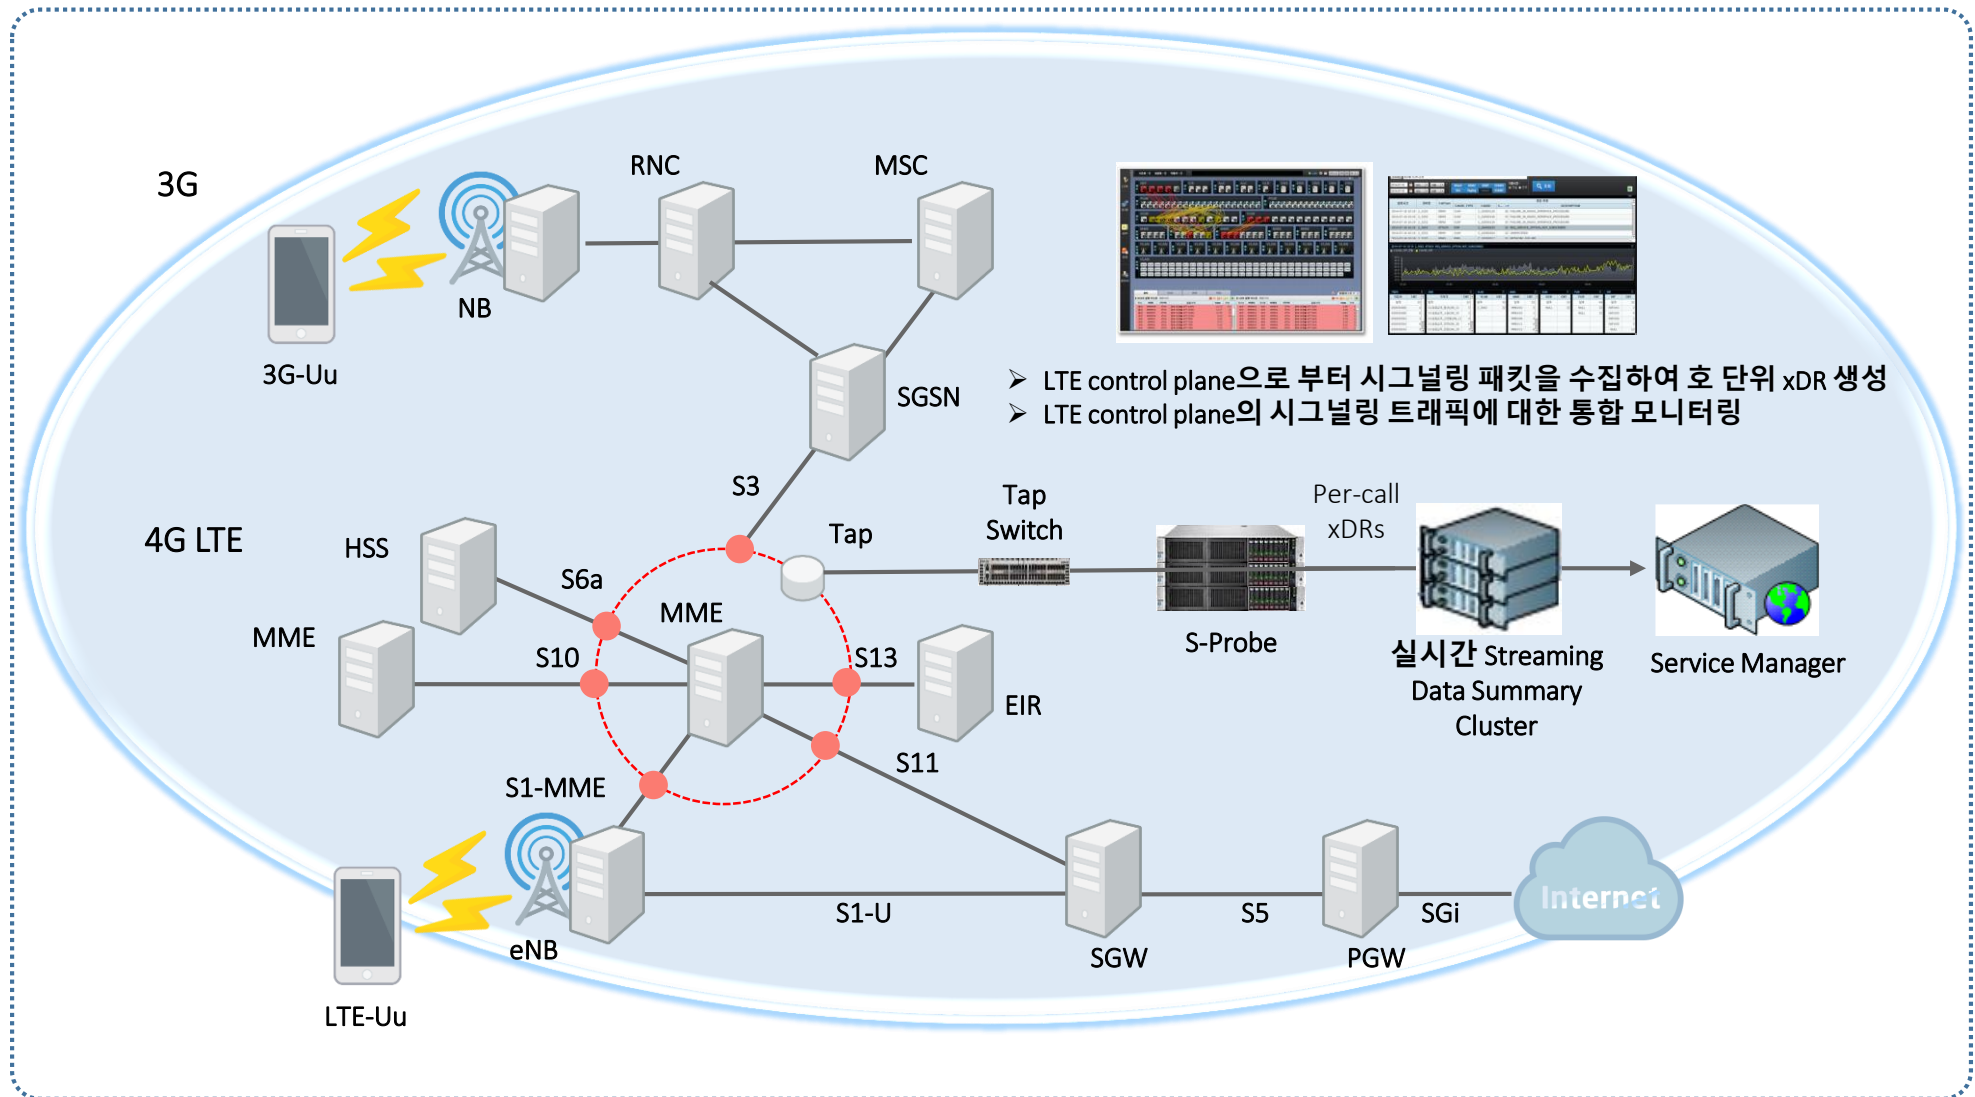 3G
RNC
MSC
NB
3G-Uu
SGSN
➢ LTE control plane으로 부터 시그널링 패킷을 수집하여 호 단위 xDR 생성
➢ LTE control plane의 시그널링 트래픽에 대한 통합 모니터링
S3
4G LTE
HSS
S6a
Tap
Tap
Switch
Per-call
xDRs
MME
MME
S10
S13
EIR
S-Probe
실시간 Streaming
Data Summary
Cluster
Service Manager
S1-MME
S11
eNB
LTE-Uu
S1-U
SGW
S5
PGW
SGi
Internet